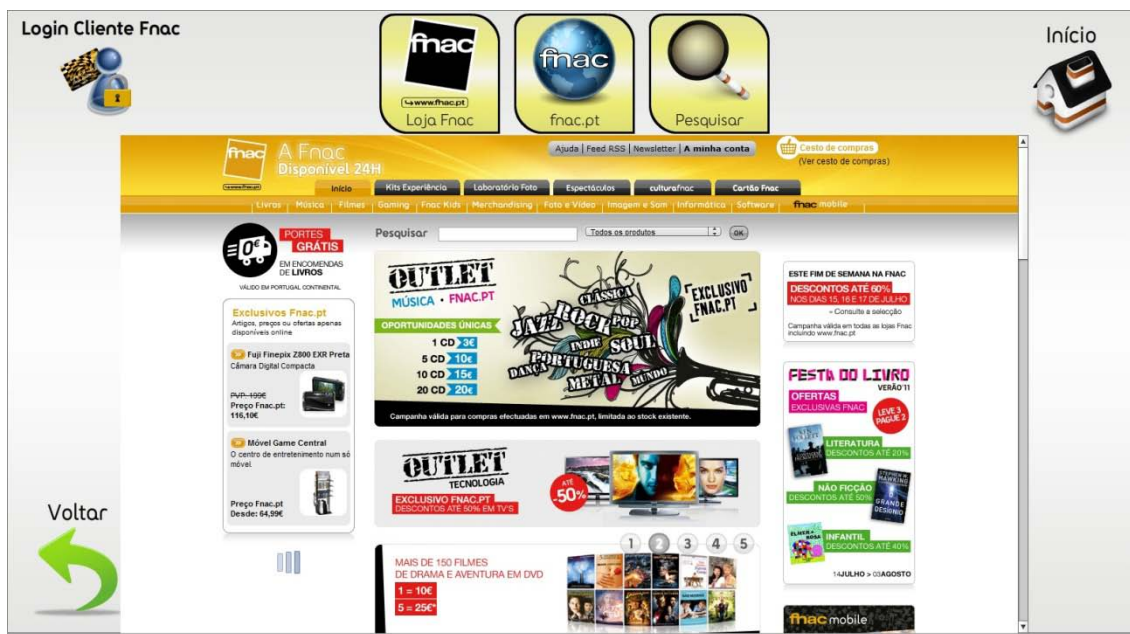 Login Cliente Fnac
fnac
www.fnac.pt
Loja Fnac
fnac
fnac.pt
Pesquisar
Início
fnac
www.fnac.pt
A Fnac
Disponível 24H
Ajuda | Feed RSS | Newsletter | A minha conta
Cesto de compras
(Ver cesto de compras)
Início
Kits Experiência
Laboratório Foto
Espectáculos
culturafnac
Cartão Fnac
Livros | Música | Filmes | Gaming | Fnac Kids | Merchandising | Foto e Vídeo | Imagem e Som | Informática | Software | fnac mobile
Pesquisar
Todos os produtos
OK
0€
PORTES
GRÁTIS
EM ENCOMENDAS
DE LIVROS
VÁLIDO EM PORTUGAL CONTINENTAL
Exclusivos Fnac.pt
Artigos, preços ou ofertas apenas
disponíveis online
Fuji Finepix Z800 EXR Preta
Câmara Digital Compacta
PVP: 199€
Preço Fnac.pt:
116,10€
Móvel Game Central
O centro de entretenimento num só
móvel.
Preço Fnac.pt
Desde: 64,99€
OUTLET
MÚSICA • FNAC.PT
OPORTUNIDADES ÚNICAS
1 CD 3€
5 CD 10€
10 CD 15€
20 CD 20€
CLÁSSICA
JAZZ
ROCK
POP
INDIE
SOUL
DANÇA
PORTUGUESA
METAL
MUNDO
EXCLUSIVO
FNAC.PT
Campanha válida para compras efectuadas em www.fnac.pt, limitada ao stock existente.
OUTLET
TECNOLOGIA
EXCLUSIVO FNAC.PT
DESCONTOS ATÉ 50% EM TV'S
ATÉ
-50%
1 2 3 4 5
MAIS DE 150 FILMES
DE DRAMA E AVENTURA EM DVD
1 = 10€
5 = 25€*
ESTE FIM DE SEMANA NA FNAC
DESCONTOS ATÉ 60%
NOS DIAS 15, 16 E 17 DE JULHO
» Consulte a selecção
Campanha válida em todas as lojas Fnac
incluindo www.fnac.pt
FESTA DO LIVRO
VERÃO'11
OFERTAS
EXCLUSIVAS FNAC
LEVE 3
PAGUE 2
LITERATURA
DESCONTOS ATÉ 20%
STEPHEN W.
HAWKING
O GRANDE
DESÍGNIO
NÃO FICÇÃO
DESCONTOS ATÉ 50%
INFANTIL
DESCONTOS ATÉ 40%
14JULHO > 03AGOSTO
fnac mobile
Voltar